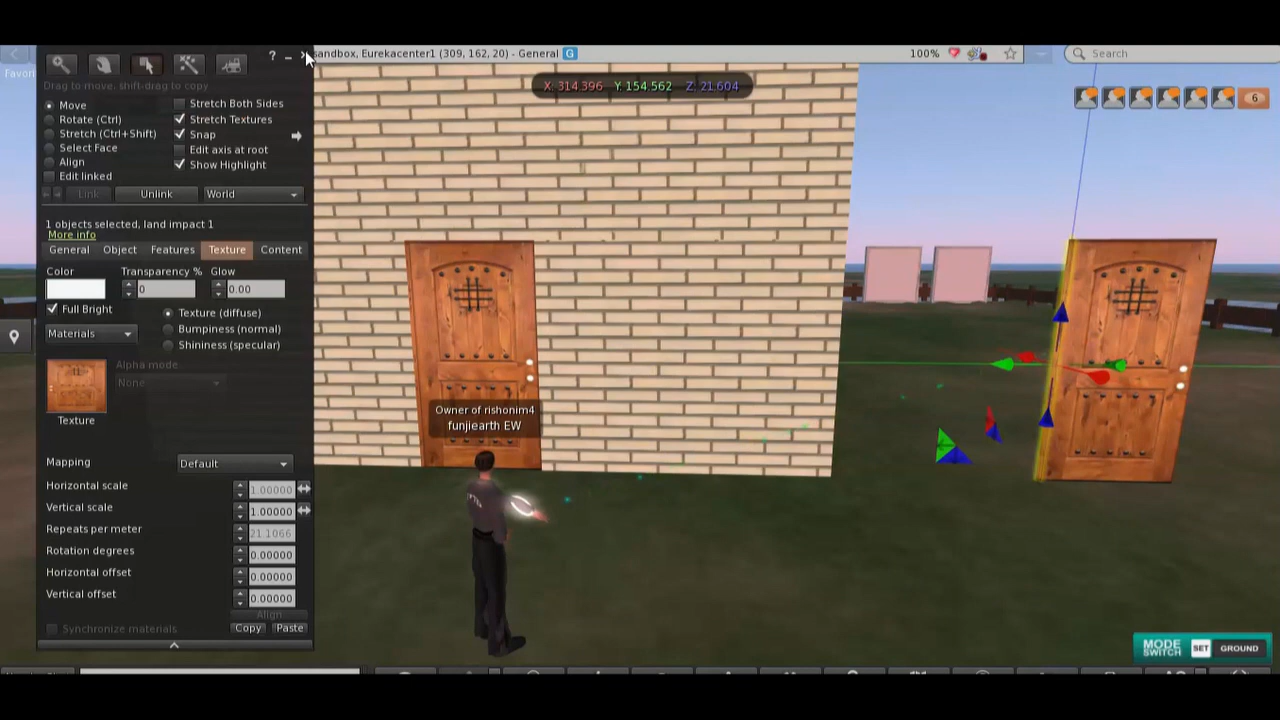 sandbox, Eurekacenter1 (309, 162, 20) - General G
100%
Search
? _
Favori
Drag to move, shift-drag to copy
Move
Rotate (Ctrl)
Stretch (Ctrl+Shift)
Select Face
Align
Edit linked
Stretch Both Sides
Stretch Textures
Snap
Edit axis at root
Show Highlight
Link
Unlink
World
1 objects selected, land impact 1
More info
General Object Features Texture Content
Color Transparency % Glow
0 0.00
Full Bright
Materials
Texture (diffuse)
Bumpiness (normal)
Shininess (specular)
Alpha mode
None
Texture
Mapping Default
Horizontal scale 1.00000
Vertical scale 1.00000
Repeats per meter 21.1066
Rotation degrees 0.00000
Horizontal offset 0.00000
Vertical offset 0.00000
Align
Synchronize materials
Copy Paste
X: 314.396 Y: 154.562 Z: 21.604
6
Owner of rishonim4
funjiearth EW
MODE
SWITCH
SET
GROUND